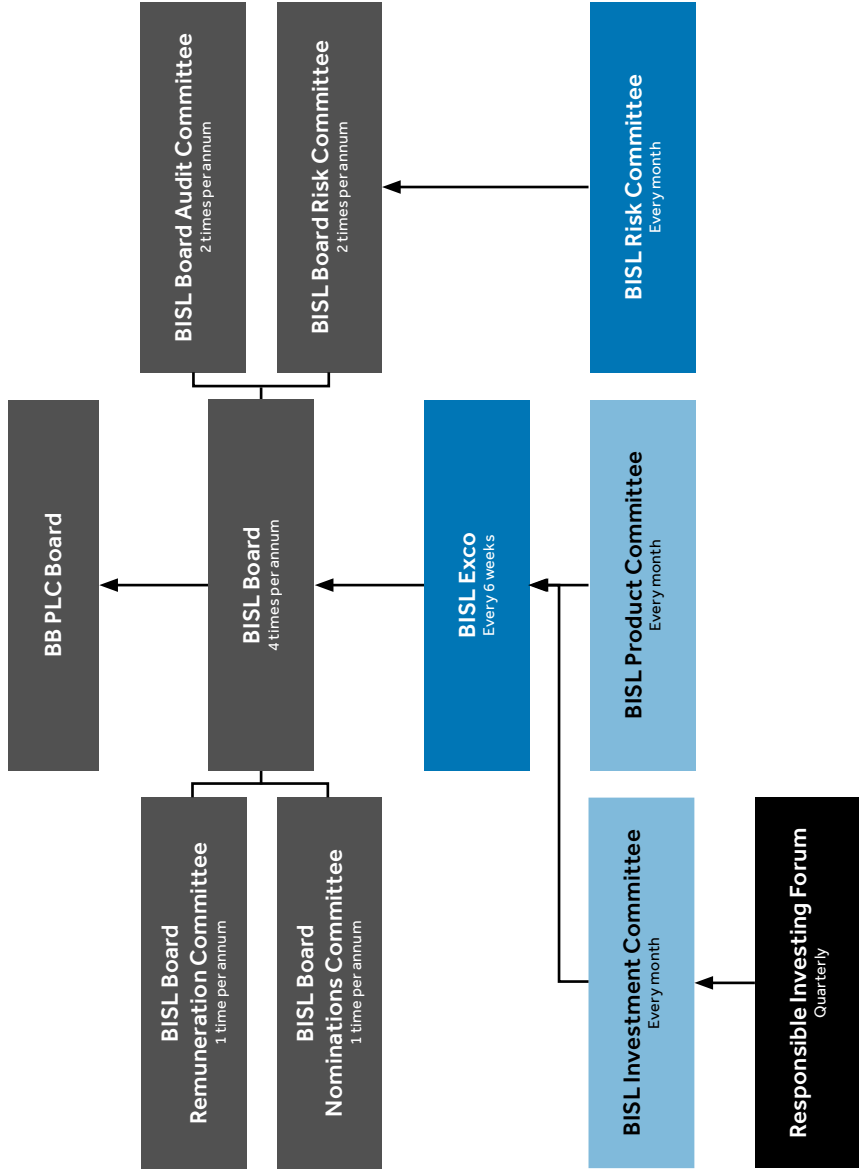 BB PLC Board
BISL Board
Remuneration Committee
1 time per annum
BISL Board Audit Committee
2 times per annum
BISL Board
4 times per annum
BISL Board
Nominations Committee
1 time per annum
BISL Board Risk Committee
2 times per annum
BISL Exco
Every 6 weeks
BISL Investment Committee
Every month
BISL Product Committee
Every month
BISL Risk Committee
Every month
Responsible Investing Forum
Quarterly